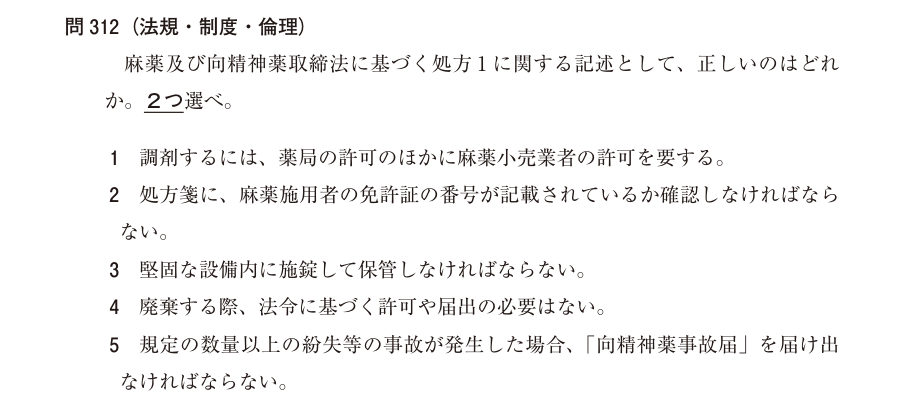 問 312（法規・制度・倫理）
麻薬及び向精神薬取締法に基づく処方１に関する記述として、正しいのはどれ
か。２つ選べ。
1　調剤するには、薬局の許可のほかに麻薬小売業者の許可を要する。
2　処方箋に、麻薬施用者の免許証の番号が記載されているか確認しなければなら
ない。
3　堅固な設備内に施錠して保管しなければならない。
4　廃棄する際、法令に基づく許可や届出の必要はない。
5　規定の数量以上の紛失等の事故が発生した場合、「向精神薬事故届」を届け出
なければならない。